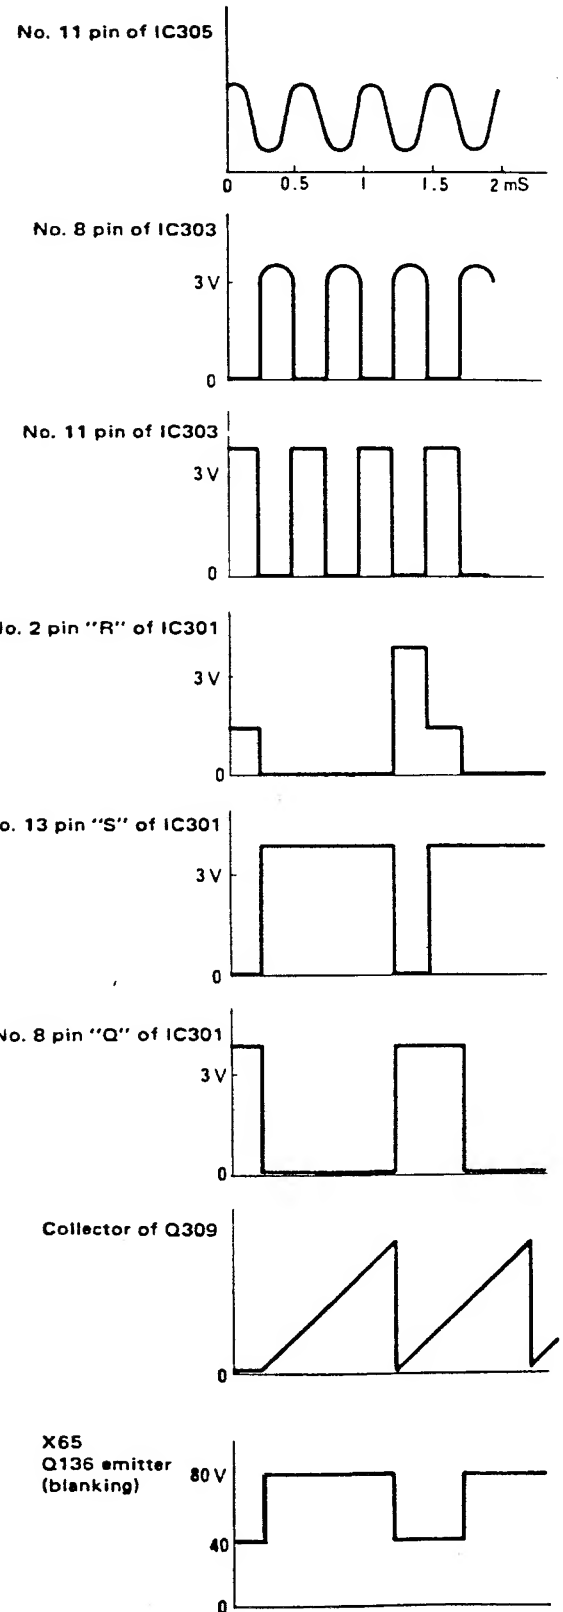 No. 11 pin of IC305
0 0.5 1 1.5 2 mS
No. 8 pin of IC303
3 V
0
No. 11 pin of IC303
3 V
0
lo. 2 pin "R" of IC301
3 V
0
o. 13 pin "S" of IC301
3 V
0
No. 8 pin "Q" of IC301
3 V
0
Collector of Q309
0
X65
Q136 emitter
(blanking)
80 V
40
0